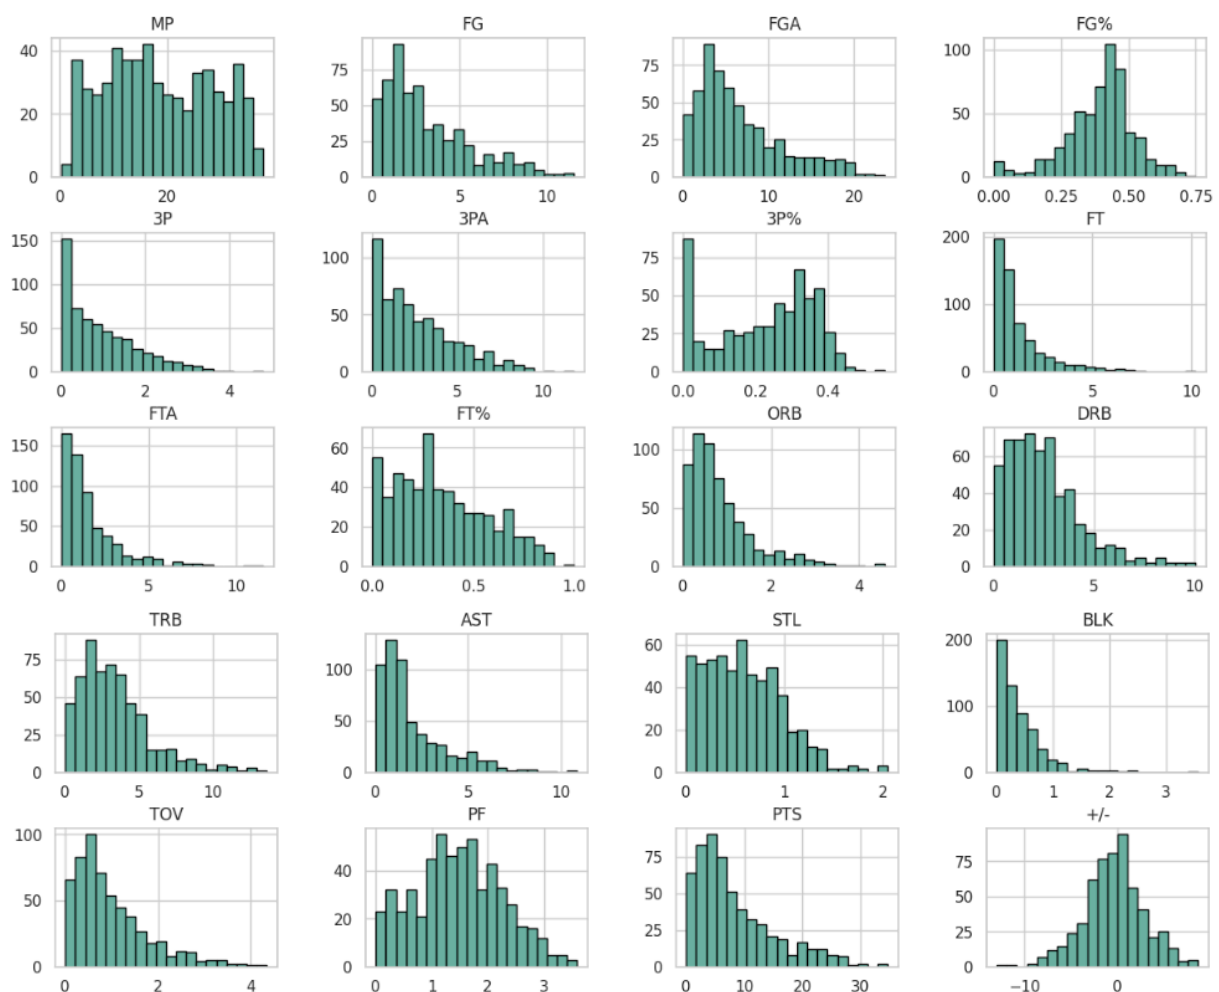 MP FG FGA FG%
40 30 20 10 0
20
75 50 25 0
0 5 10
75 50 25 0
0 10 20
100 50 0
0.00 0.25 0.50 0.75
3P 3PA 3P% FT
150 100 50 0
0 2 4
100 50 0
0 5 10
75 50 25 0
0.0 0.2 0.4
200 100 0
0 5 10
FTA FT% ORB DRB
150 100 50 0
0 5 10
60 40 20 0
0.0 0.5 1.0
100 50 0
0 2 4
60 40 20 0
0 5 10
TRB AST STL BLK
75 50 25 0
0 5 10
100 50 0
0 5 10
60 40 20 0
0 1 2
200 100 0
0 1 2 3
TOV PF PTS +/-
100 75 50 25 0
0 2 4
40 20 0
0 1 2 3
75 50 25 0
0 10 20 30
75 50 25 0
−10 0